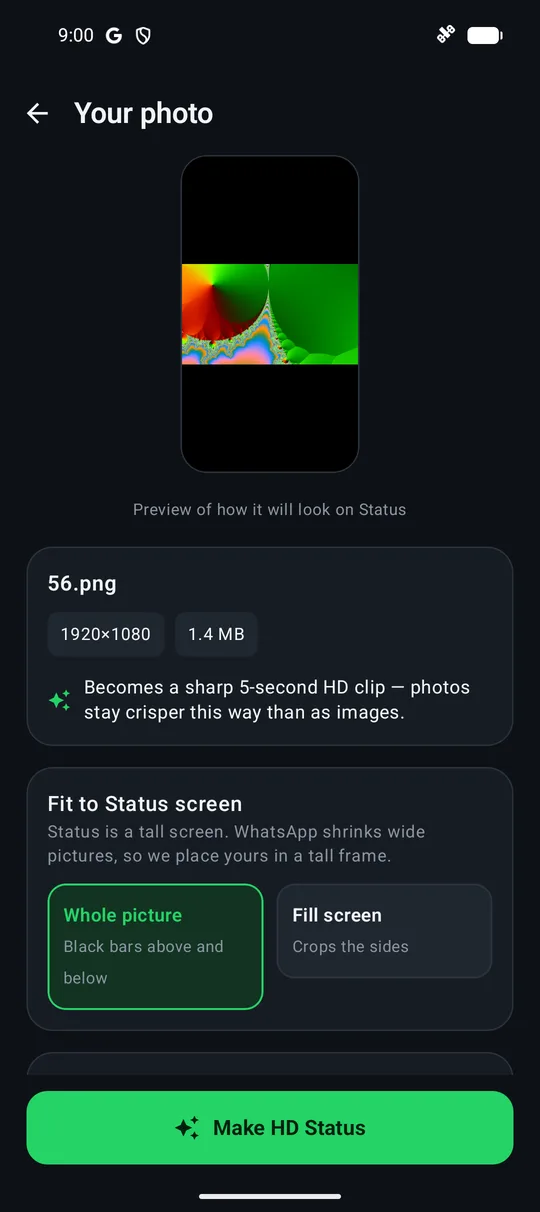 9:00
Your photo
Preview of how it will look on Status
56.png
1920×1080 1.4 MB
Becomes a sharp 5-second HD clip — photos
stay crisper this way than as images.
Fit to Status screen
Status is a tall screen. WhatsApp shrinks wide
pictures, so we place yours in a tall frame.
Whole picture
Black bars above and
below
Fill screen
Crops the sides
Make HD Status